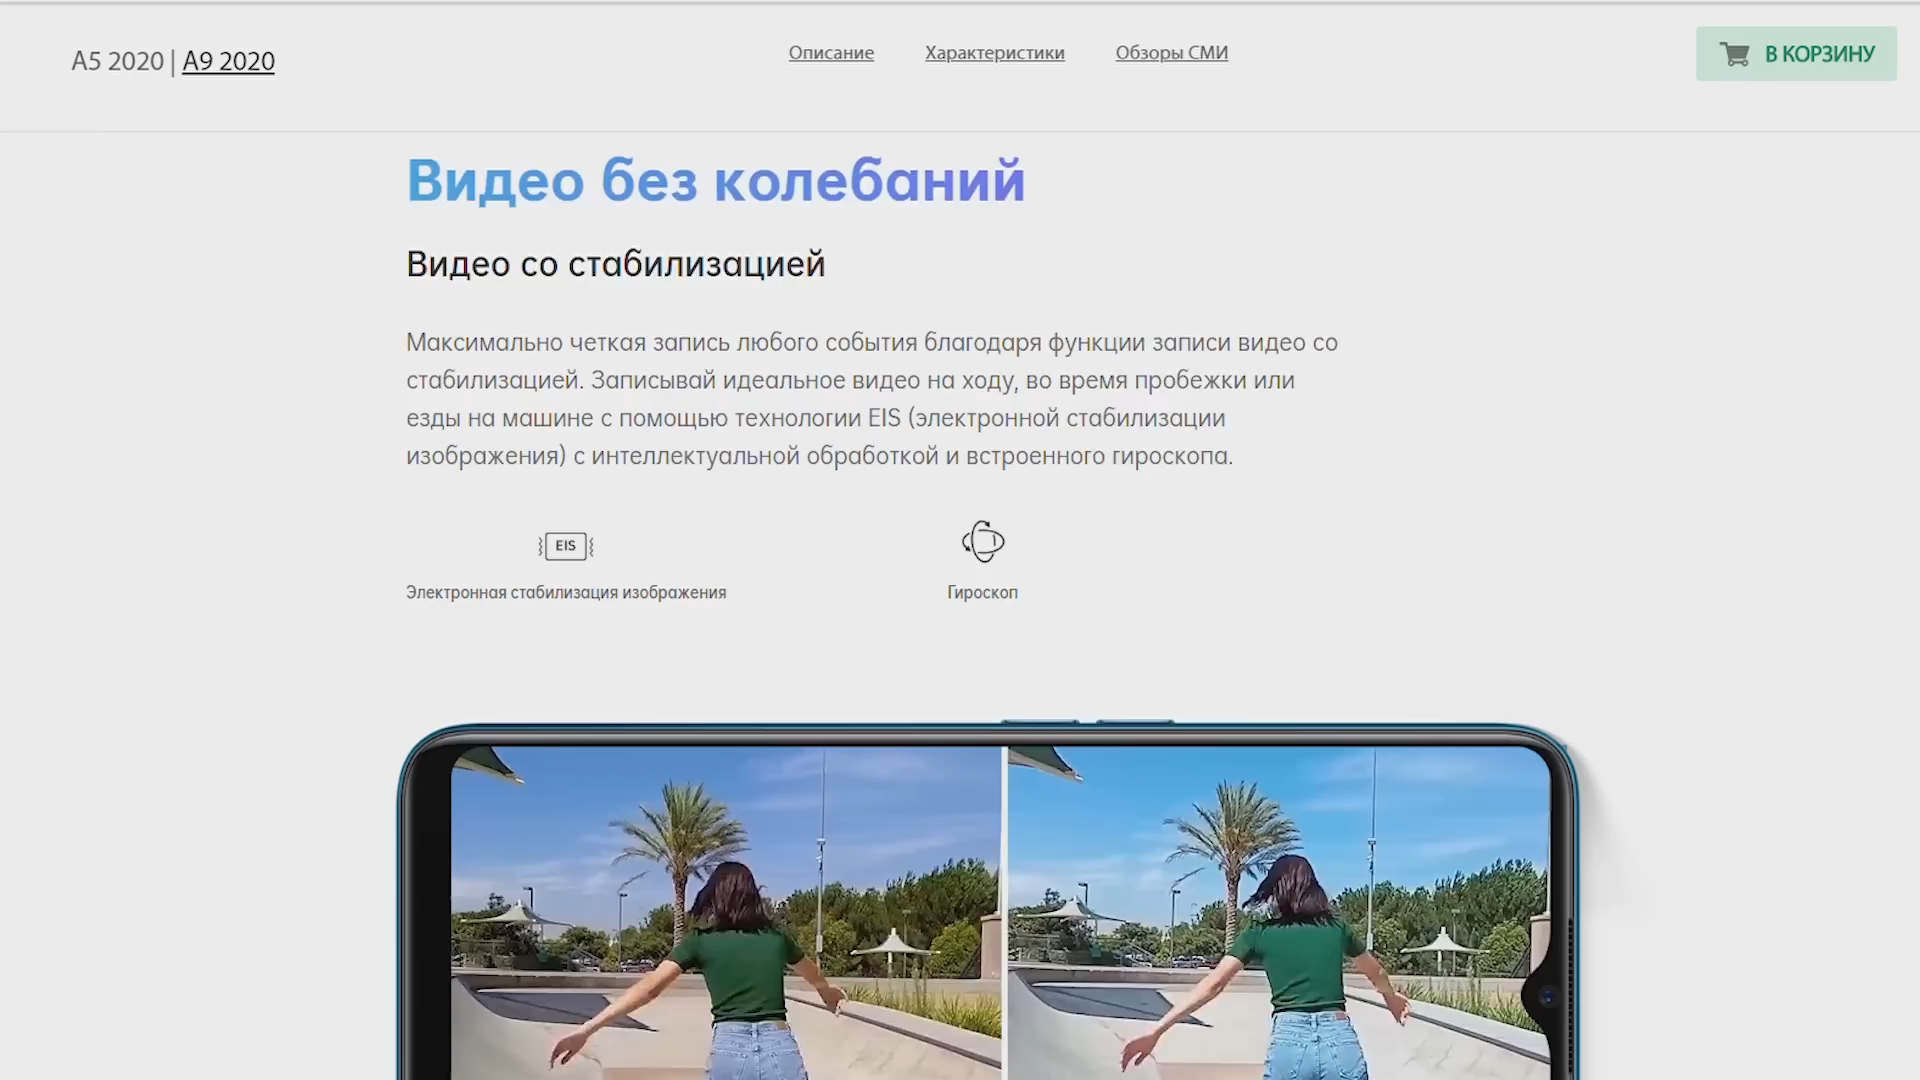 A5 2020 | A9 2020
Описание
Характеристики
Обзоры СМИ
В КОРЗИНУ
Видео без колебаний
Видео со стабилизацией
Максимально четкая запись любого события благодаря функции записи видео со
стабилизацией. Записывай идеальное видео на ходу, во время пробежки или
езды на машине с помощью технологии EIS (электронной стабилизации
изображения) с интеллектуальной обработкой и встроенного гироскопа.
EIS
Электронная стабилизация изображения
Гироскоп